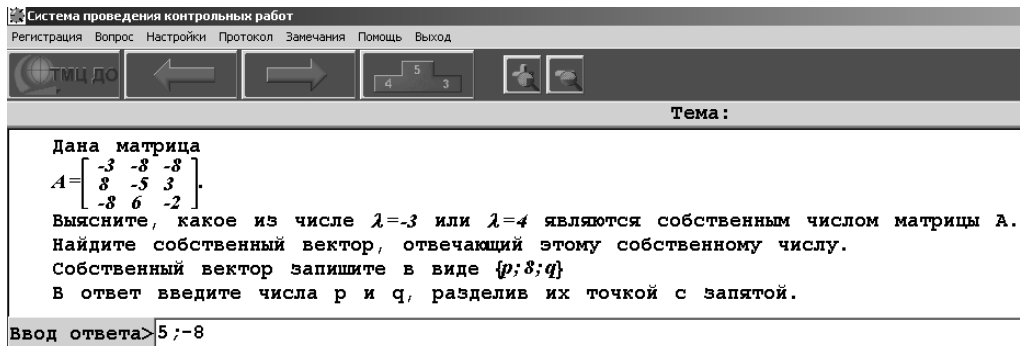 Система проведения контрольных работ
Регистрация Вопрос Настройки Протокол Замечания Помощь Выход
ТМЦ ДО 4 5 3
Тема:
Дана матрица
A=[ -3 -8 -8
8 -5 3
-8 6 -2 ].
Выясните, какое из числе λ=-3 или λ=4 являются собственным числом матрицы А.
Найдите собственный вектор, отвечающий этому собственному числу.
Собственный вектор запишите в виде {p;8;q}
В ответ введите числа p и q, разделив их точкой с запятой.
Ввод ответа>5;-8